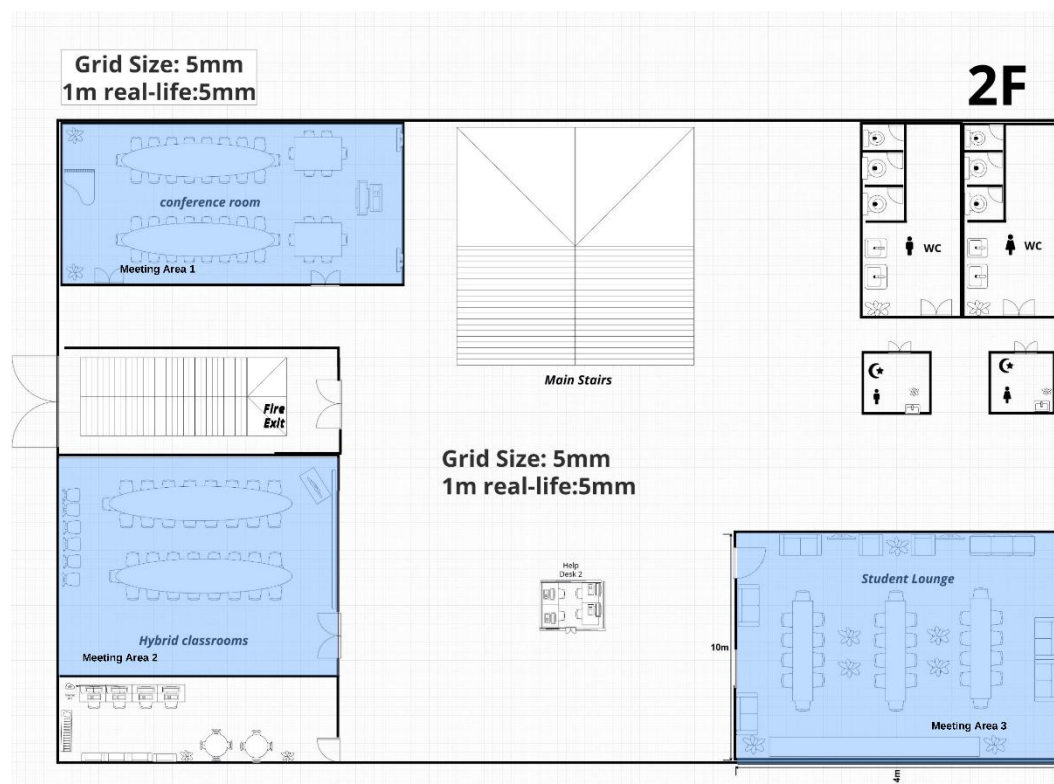 Grid Size: 5mm
1m real-life:5mm
2F
conference room
Meeting Area 1
WC
WC
Main Stairs
Fire
Exit
Grid Size: 5mm
1m real-life:5mm
Help
Desk 2
Student Lounge
Hybrid classrooms
Meeting Area 2
10m
Meeting Area 3
4m